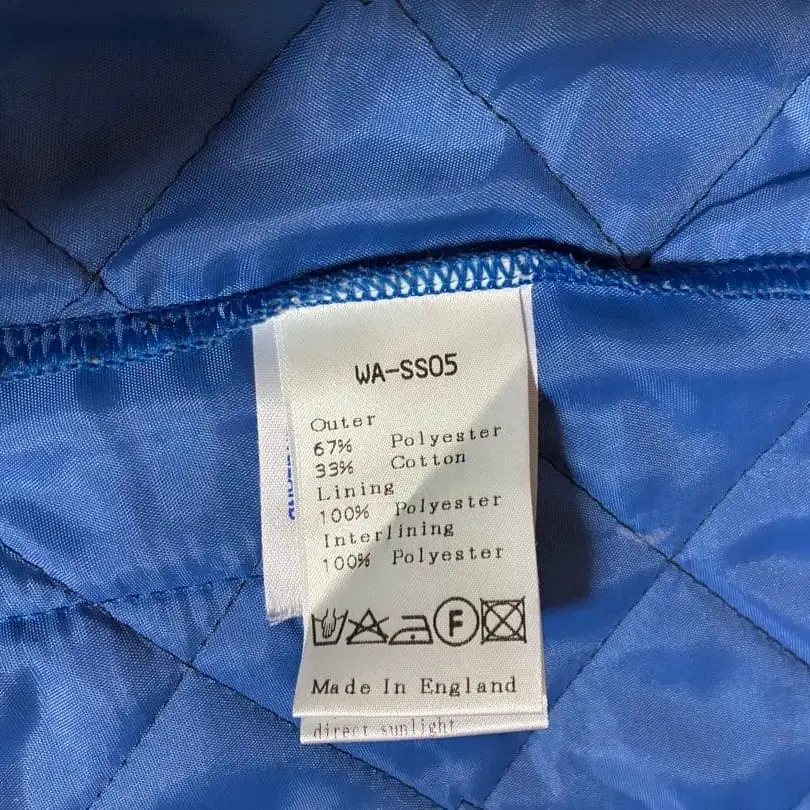 WA-SS05
Outer
67% Polyester
33% Cotton
Lining
100% Polyester
Interlining
100% Polyester
F
Made In England
direct sunlight